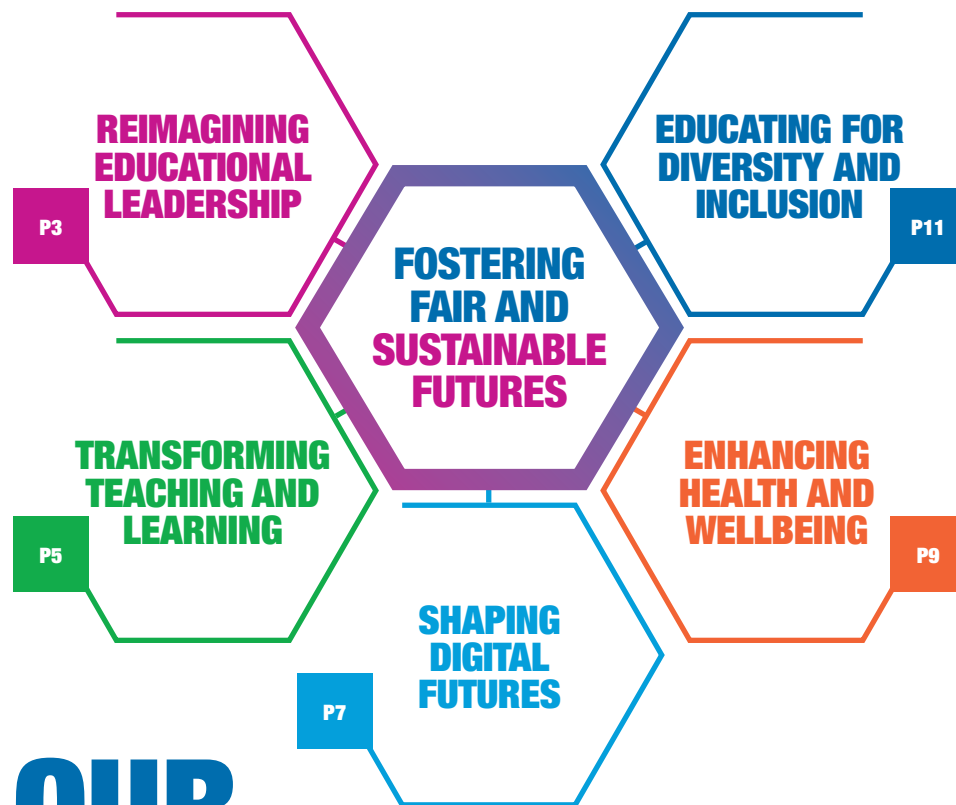 REIMAGINING
EDUCATIONAL
LEADERSHIP
P3
EDUCATING FOR
DIVERSITY AND
INCLUSION
P11
FOSTERING
FAIR AND
SUSTAINABLE
FUTURES
TRANSFORMING
TEACHING AND
LEARNING
P5
ENHANCING
HEALTH AND
WELLBEING
P9
SHAPING
DIGITAL
FUTURES
P7
OUR